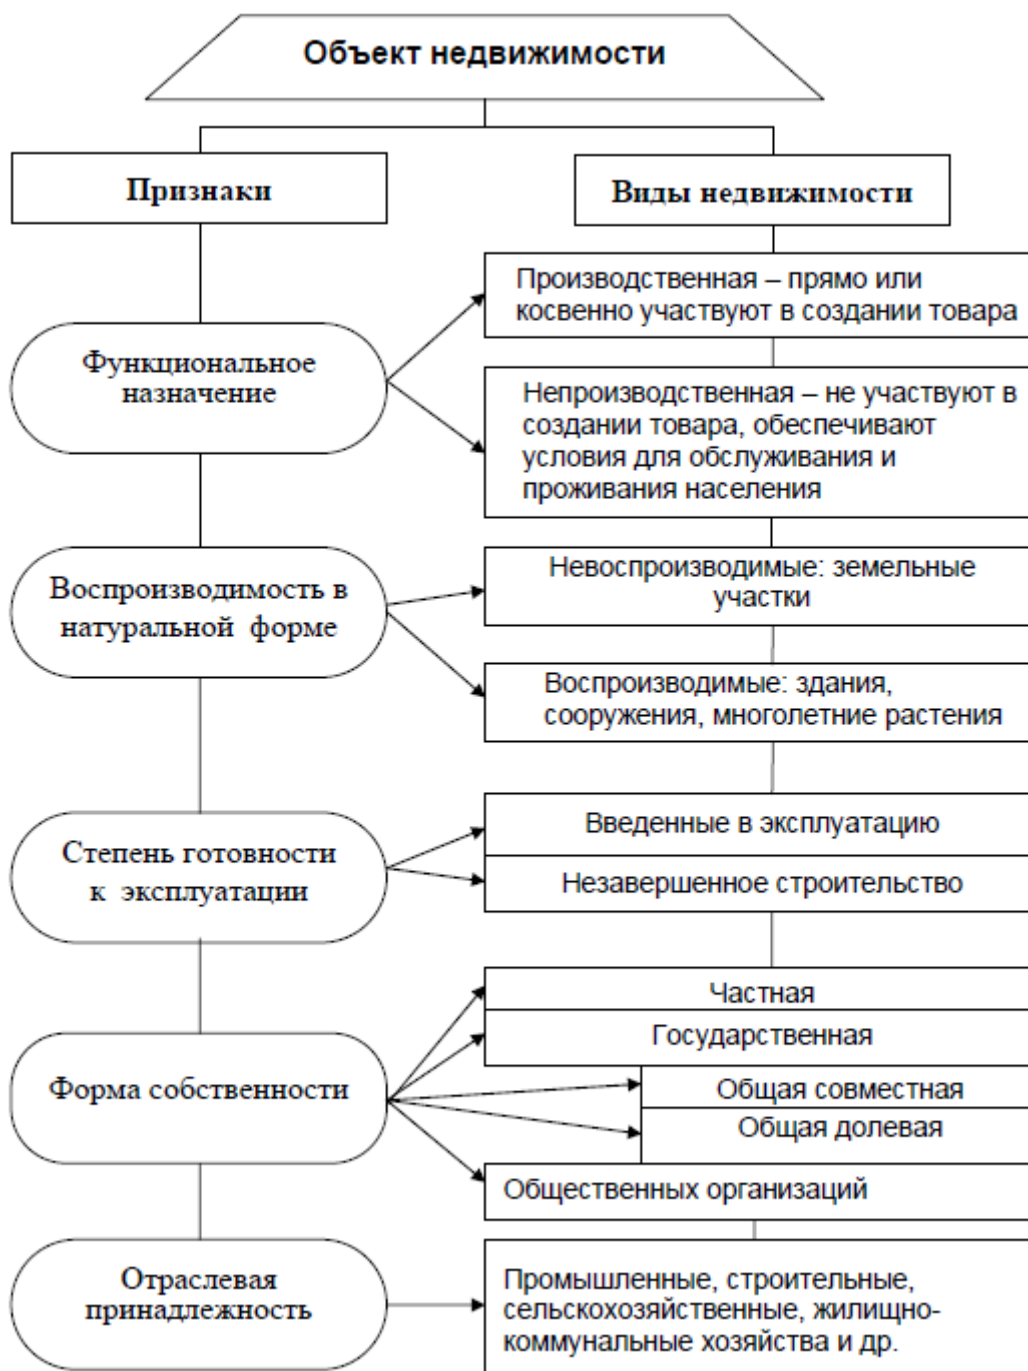 Объект недвижимости
Признаки
Виды недвижимости
Функциональное
назначение
Производственная – прямо или
косвенно участвуют в создании товара
Непроизводственная – не участвуют в
создании товара, обеспечивают
условия для обслуживания и
проживания населения
Воспроизводимость в
натуральной форме
Невоспроизводимые: земельные
участки
Воспроизводимые: здания,
сооружения, многолетние растения
Степень готовности
к эксплуатации
Введенные в эксплуатацию
Незавершенное строительство
Форма собственности
Частная
Государственная
Общая совместная
Общая долевая
Общественных организаций
Отраслевая
принадлежность
Промышленные, строительные,
сельскохозяйственные, жилищно-
коммунальные хозяйства и др.